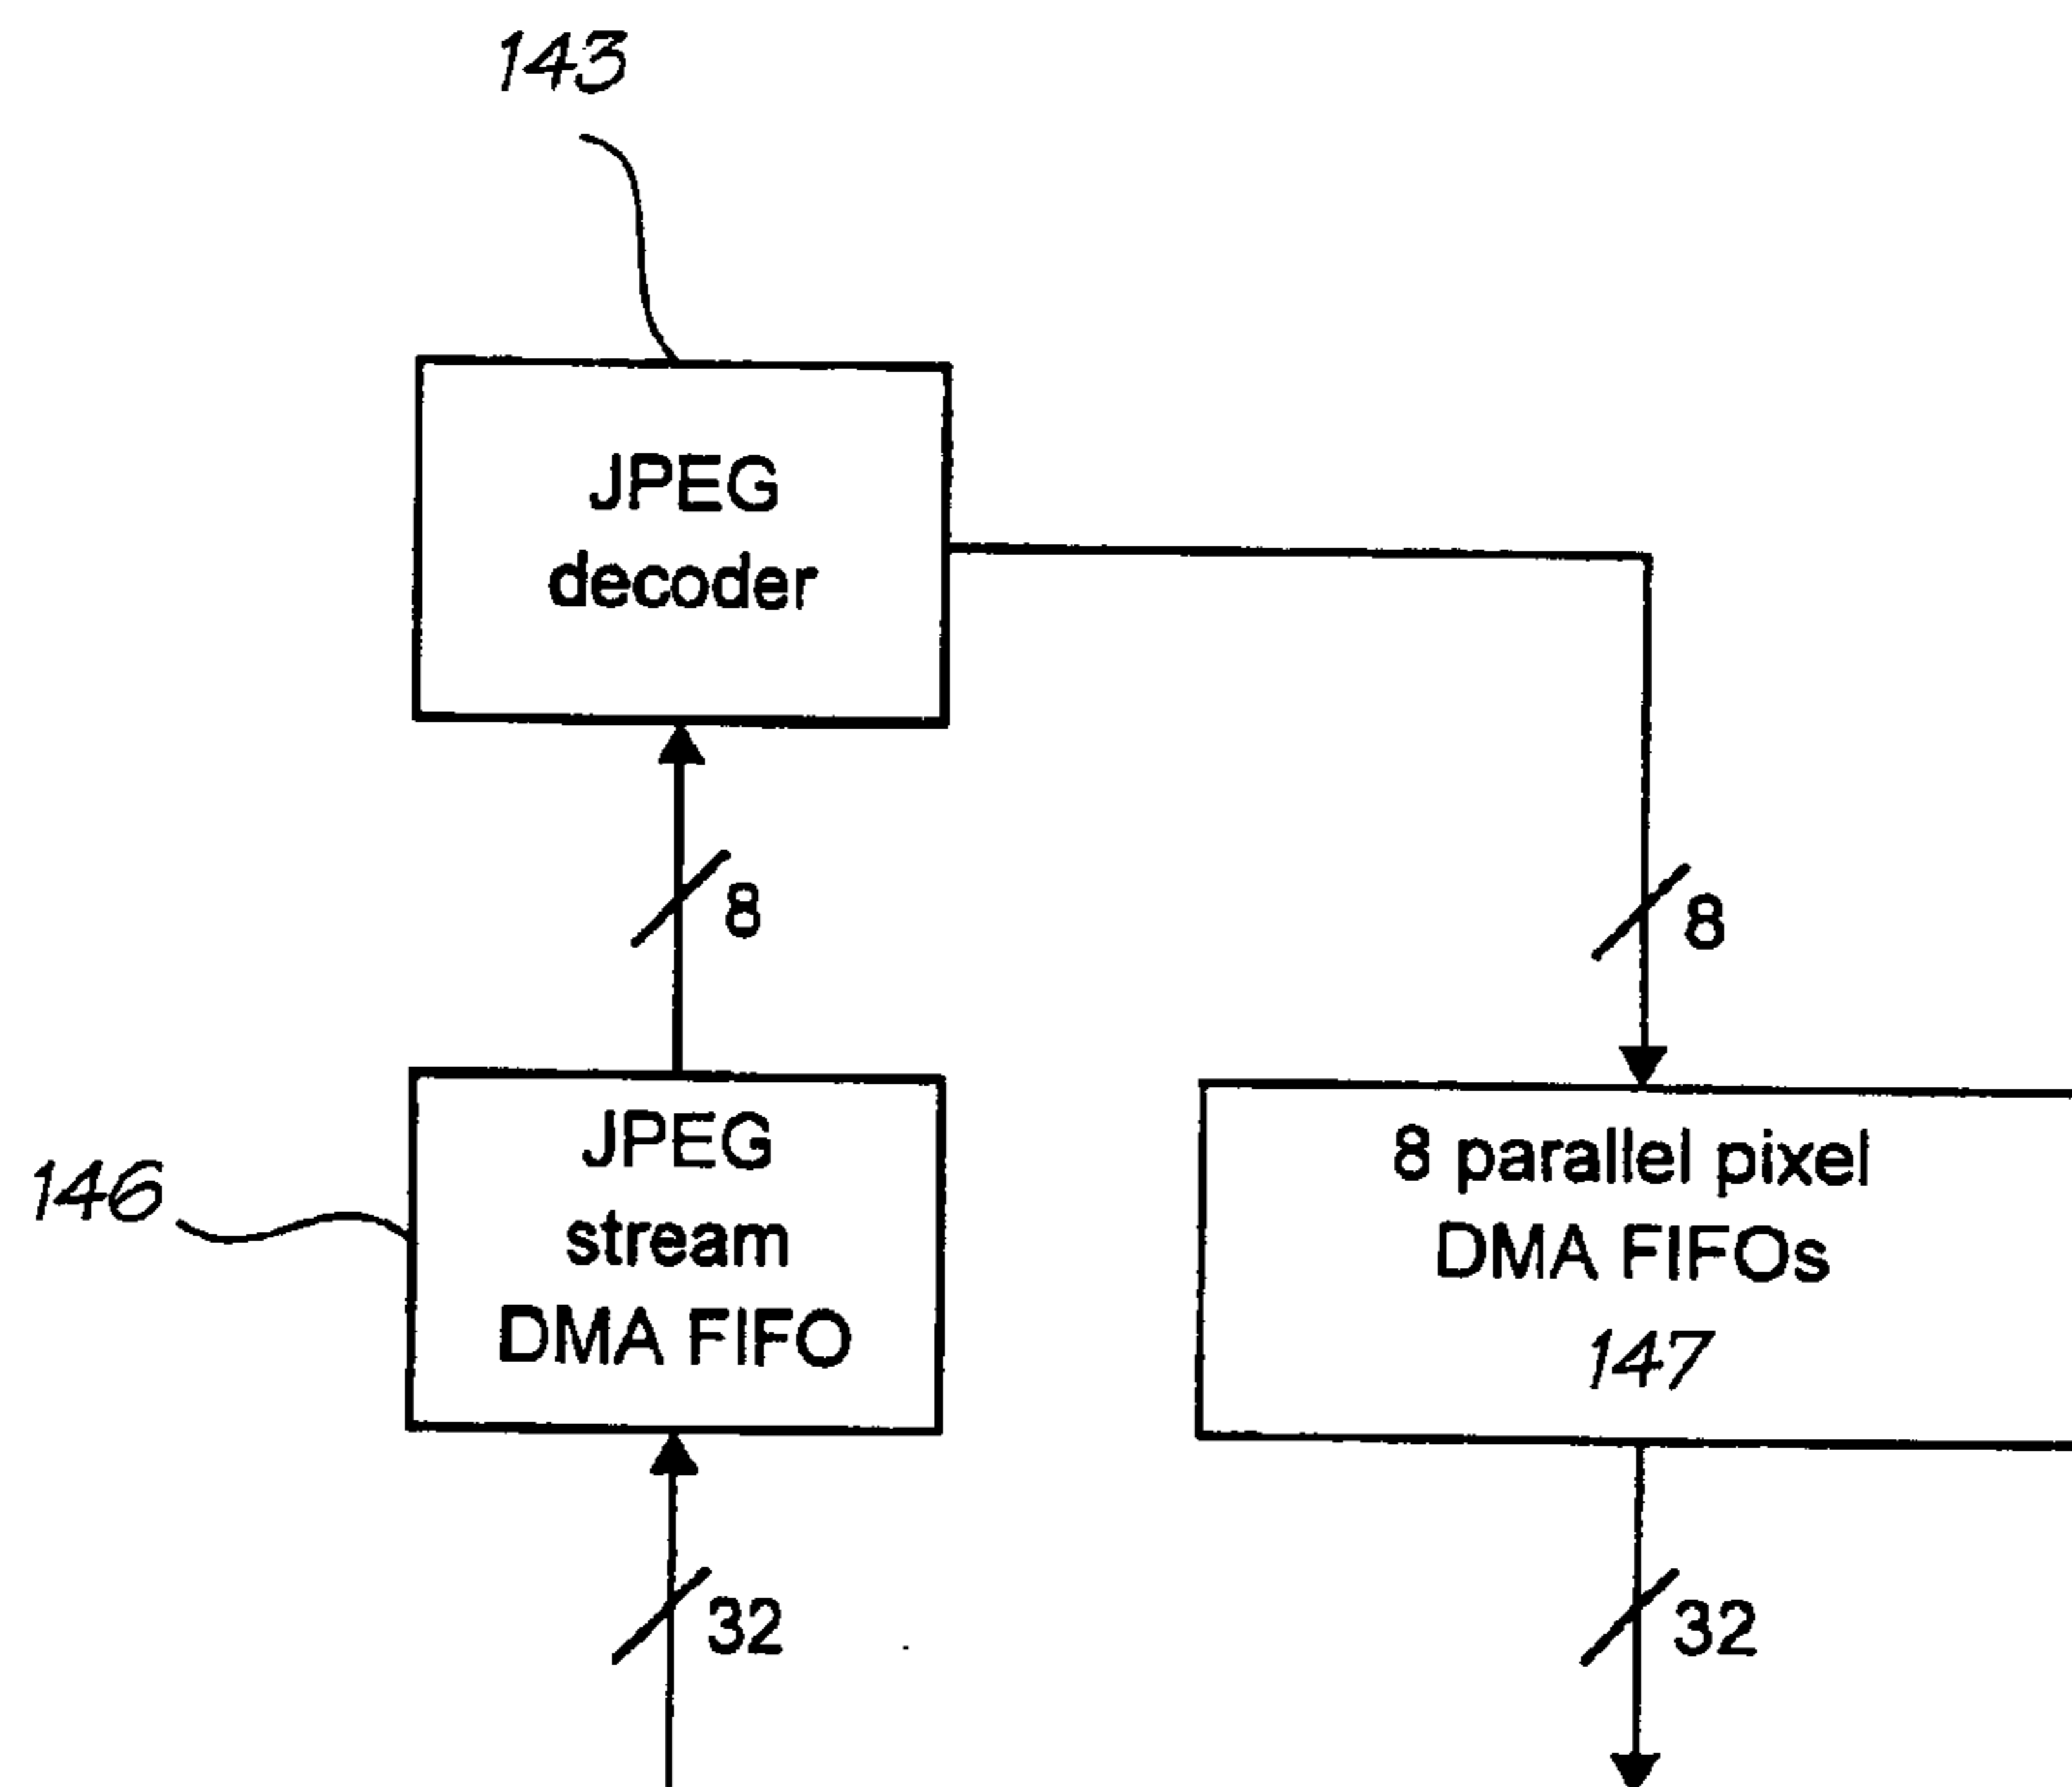 143
JPEG
decoder
8
8
146
JPEG
stream
DMA FIFO
8 parallel pixel
DMA FIFOs
147
32
32